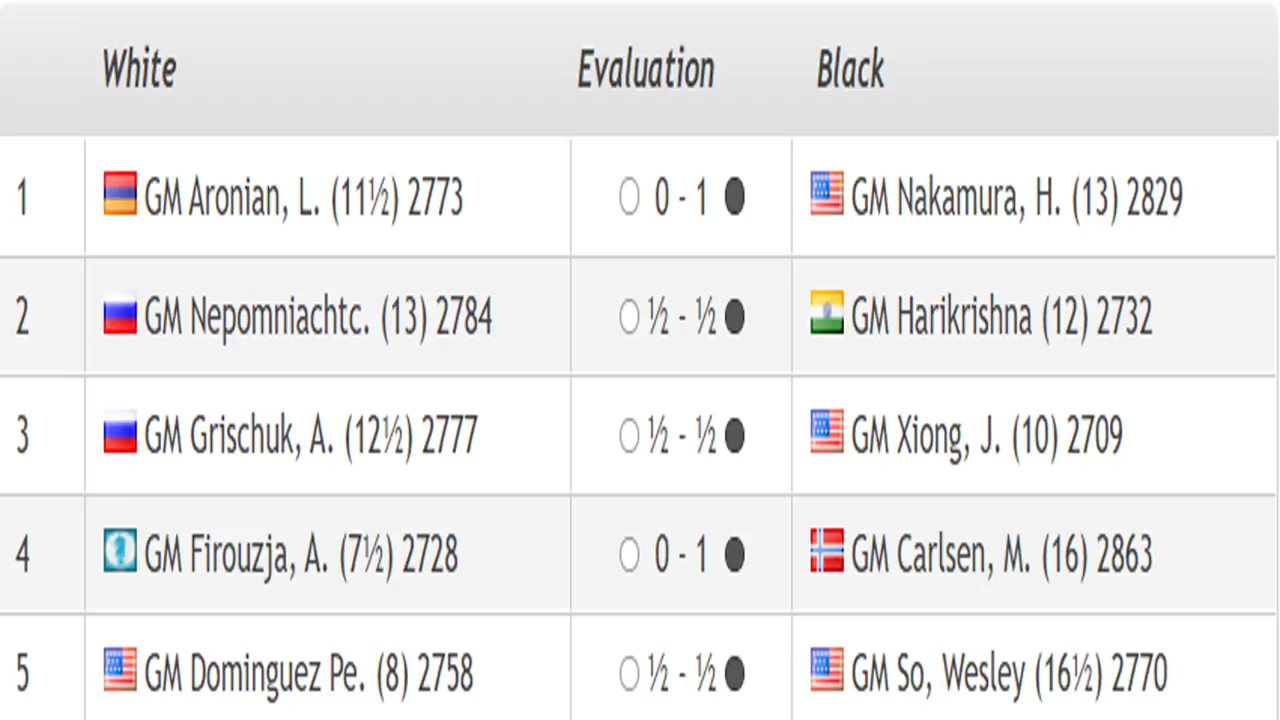 White Evaluation Black
1 GM Aronian, L. (11½) 2773 0 - 1 GM Nakamura, H. (13) 2829
2 GM Nepomniachtc. (13) 2784 ½ - ½ GM Harikrishna (12) 2732
3 GM Grischuk, A. (12½) 2777 ½ - ½ GM Xiong, J. (10) 2709
4 GM Firouzja, A. (7½) 2728 0 - 1 GM Carlsen, M. (16) 2863
5 GM Dominguez Pe. (8) 2758 ½ - ½ GM So, Wesley (16½) 2770